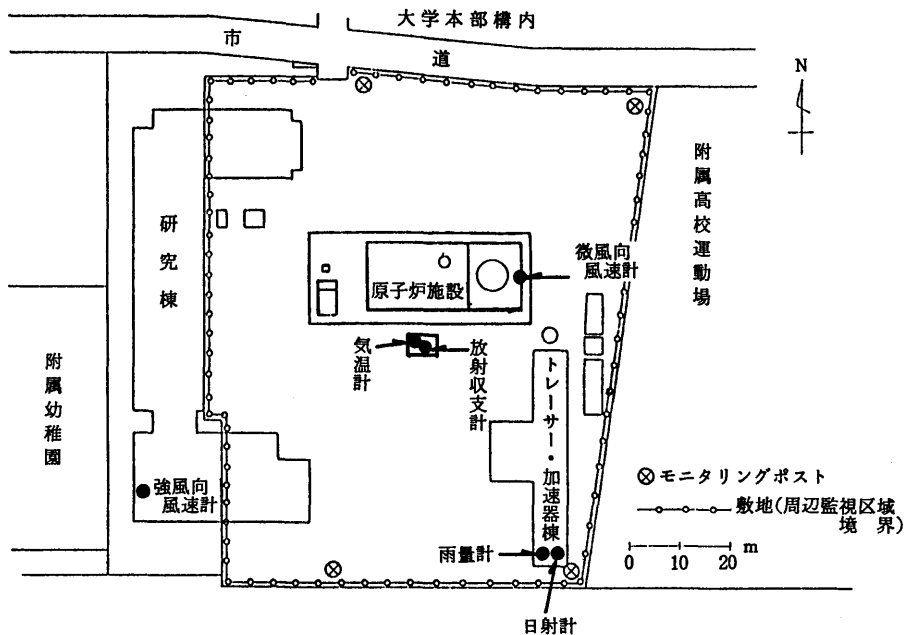 大学本部構内
市
道
N
附属高校運動場
研究棟
微風向
風速計
原子炉施設
気温計
放射収支計
附属幼稚園
トレーサー・加速器棟
強風向
風速計
モニタリングポスト
敷地(周辺監視区域
境界)
0 10 20 m
雨量計
日射計